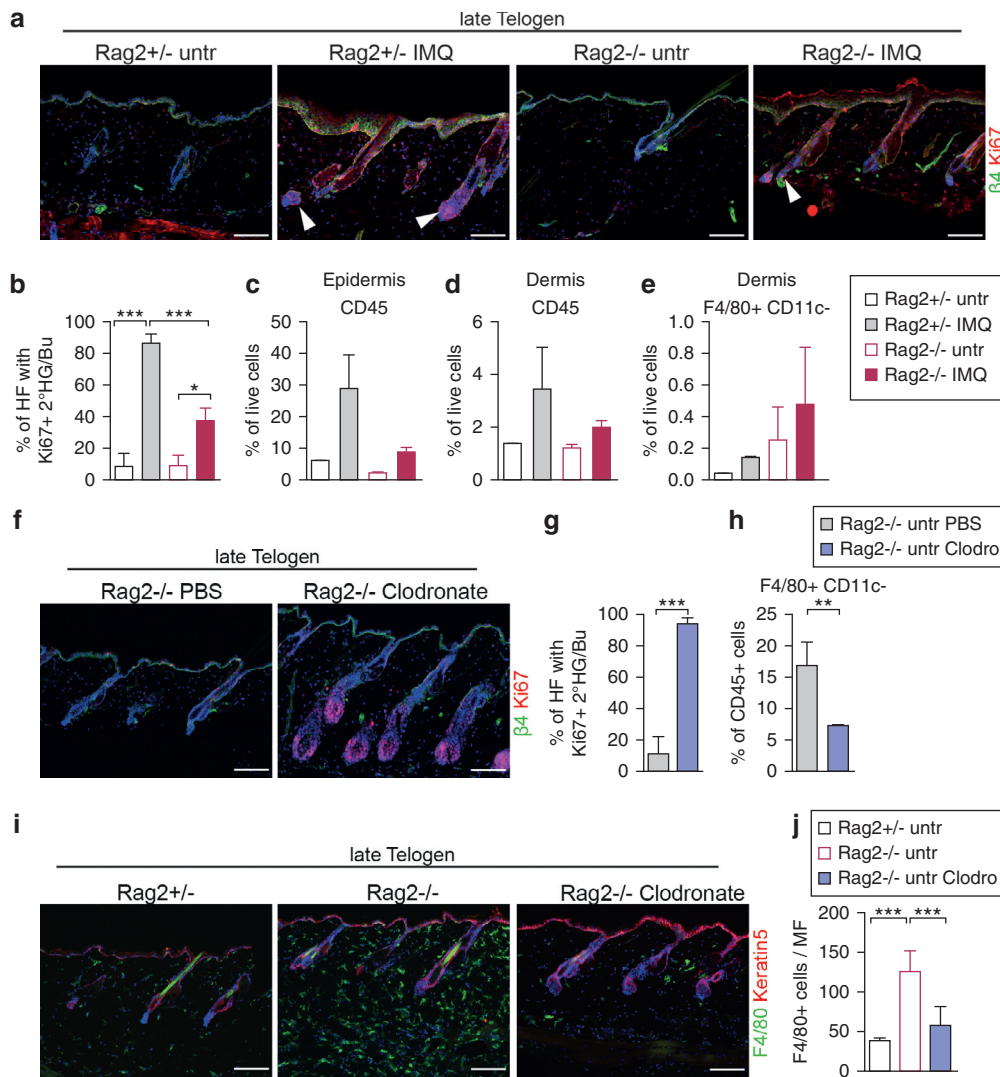 a
late Telogen
Rag2+/- untr
Rag2+/- IMQ
Rag2-/- untr
Rag2-/- IMQ
β4 Ki67
b
% of HF with
Ki67+ 2°HG/Bu
100
80
60
40
20
0
***
***
*
c
Epidermis
CD45
% of live cells
50
40
30
20
10
0
d
Dermis
CD45
% of live cells
6
4
2
0
e
Dermis
F4/80+ CD11c-
% of live cells
1.0
0.8
0.6
0.4
0.2
0
Rag2+/- untr
Rag2+/- IMQ
Rag2-/- untr
Rag2-/- IMQ
f
late Telogen
Rag2-/- PBS
Rag2-/- Clodronate
β4 Ki67
g
% of HF with
Ki67+ 2°HG/Bu
100
80
60
40
20
0
***
h
Rag2-/- untr PBS
Rag2-/- untr Clodro
F4/80+ CD11c-
% of CD45+ cells
25
20
15
10
5
0
**
i
late Telogen
Rag2+/-
Rag2-/-
Rag2-/- Clodronate
F4/80 Keratin5
j
Rag2+/- untr
Rag2-/- untr
Rag2-/- untr Clodro
F4/80+ cells / MF
200
150
100
50
0
***
***